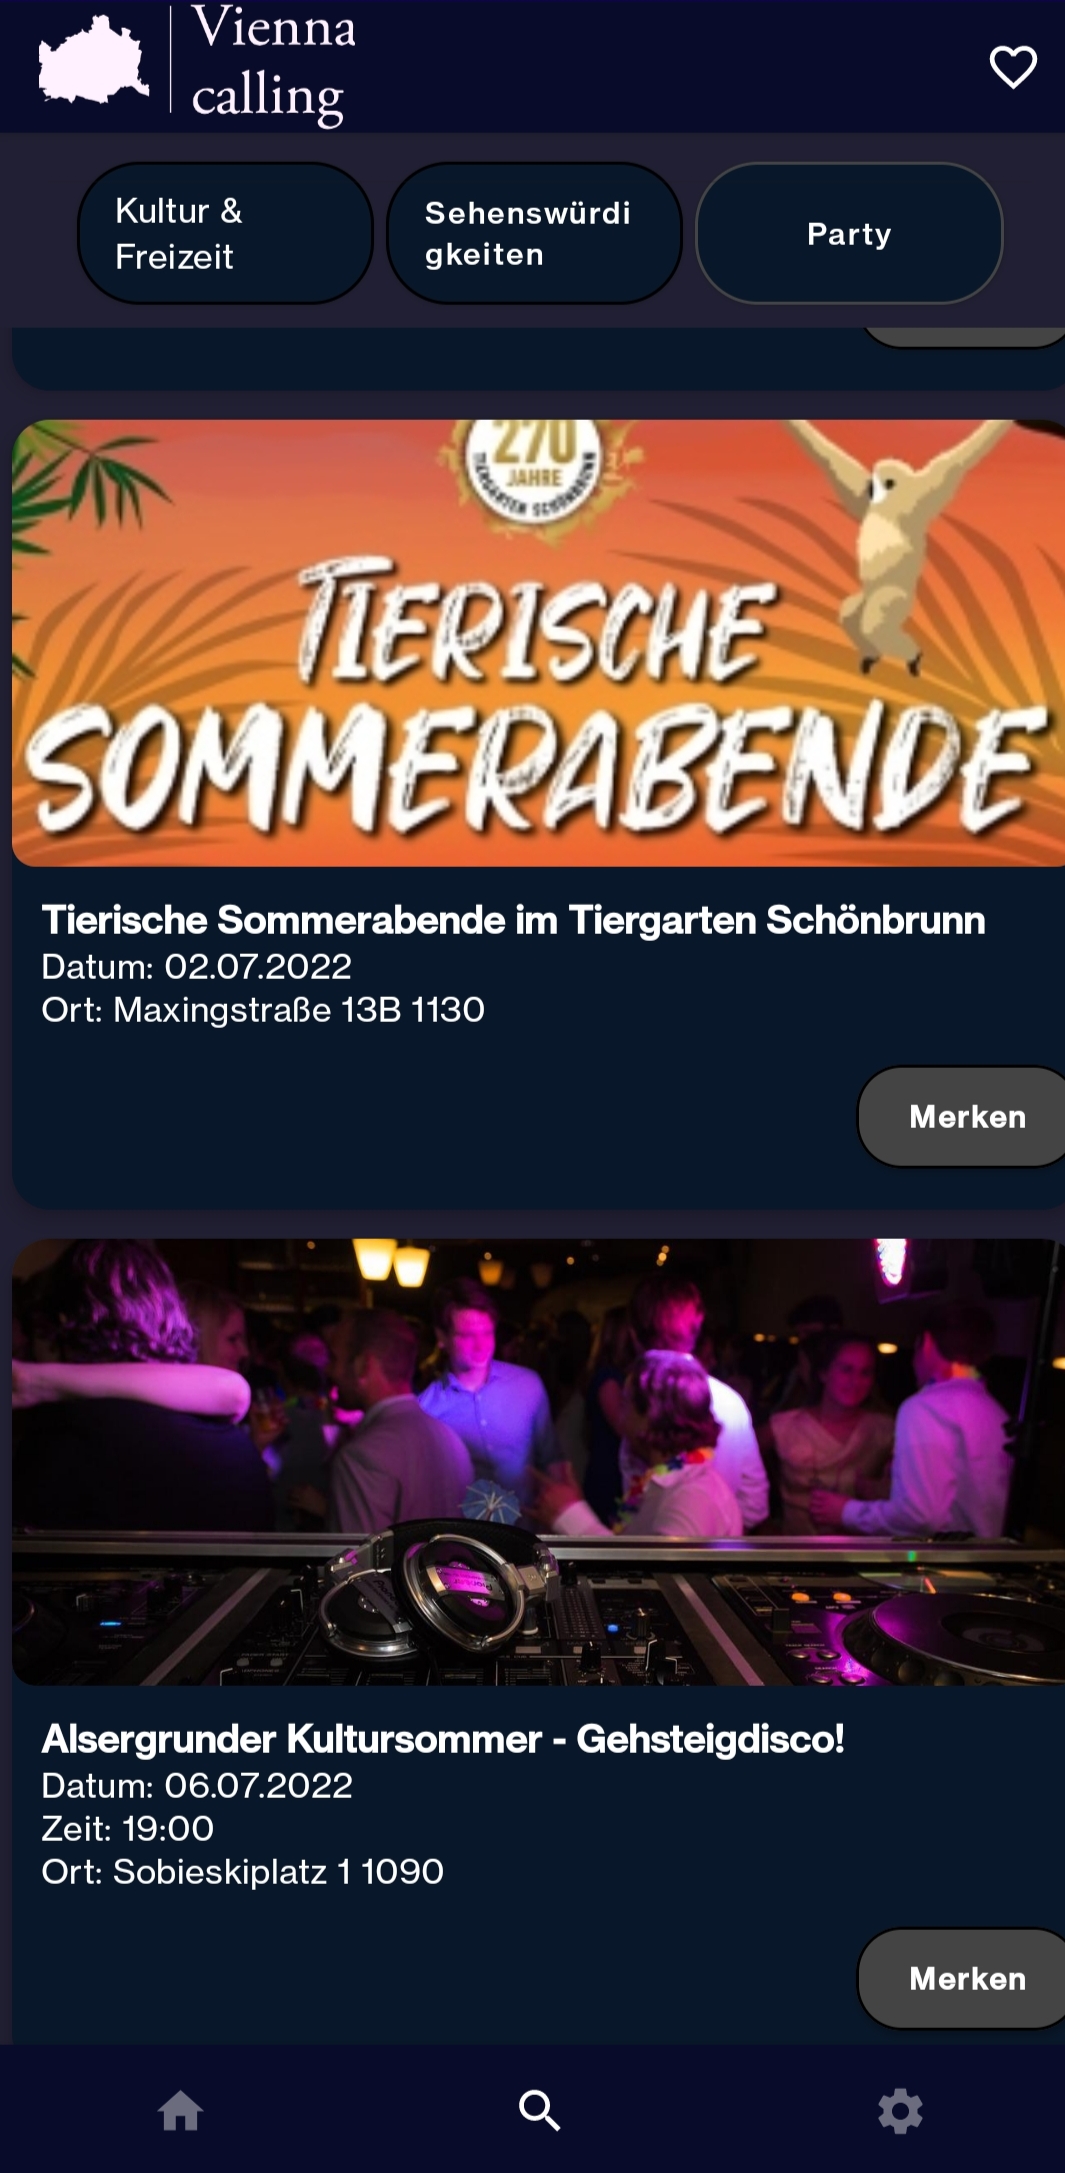 Vienna
calling
Kultur &
Freizeit
Sehenswürdi
gkeiten
Party
270
JAHRE
TIERGARTEN SCHÖNBRUNN
TIERISCHE
SOMMERABENDE
Tierische Sommerabende im Tiergarten Schönbrunn
Datum: 02.07.2022
Ort: Maxingstraße 13B 1130
Merken
Alsergrunder Kultursommer - Gehsteigdisco!
Datum: 06.07.2022
Zeit: 19:00
Ort: Sobieskiplatz 1 1090
Merken